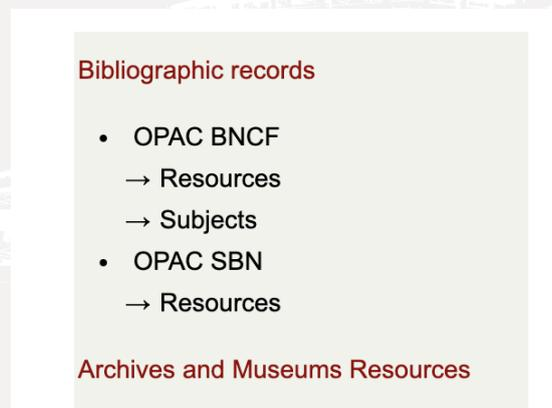 Bibliographic records
• OPAC BNCF
→ Resources
→ Subjects
• OPAC SBN
→ Resources
Archives and Museums Resources